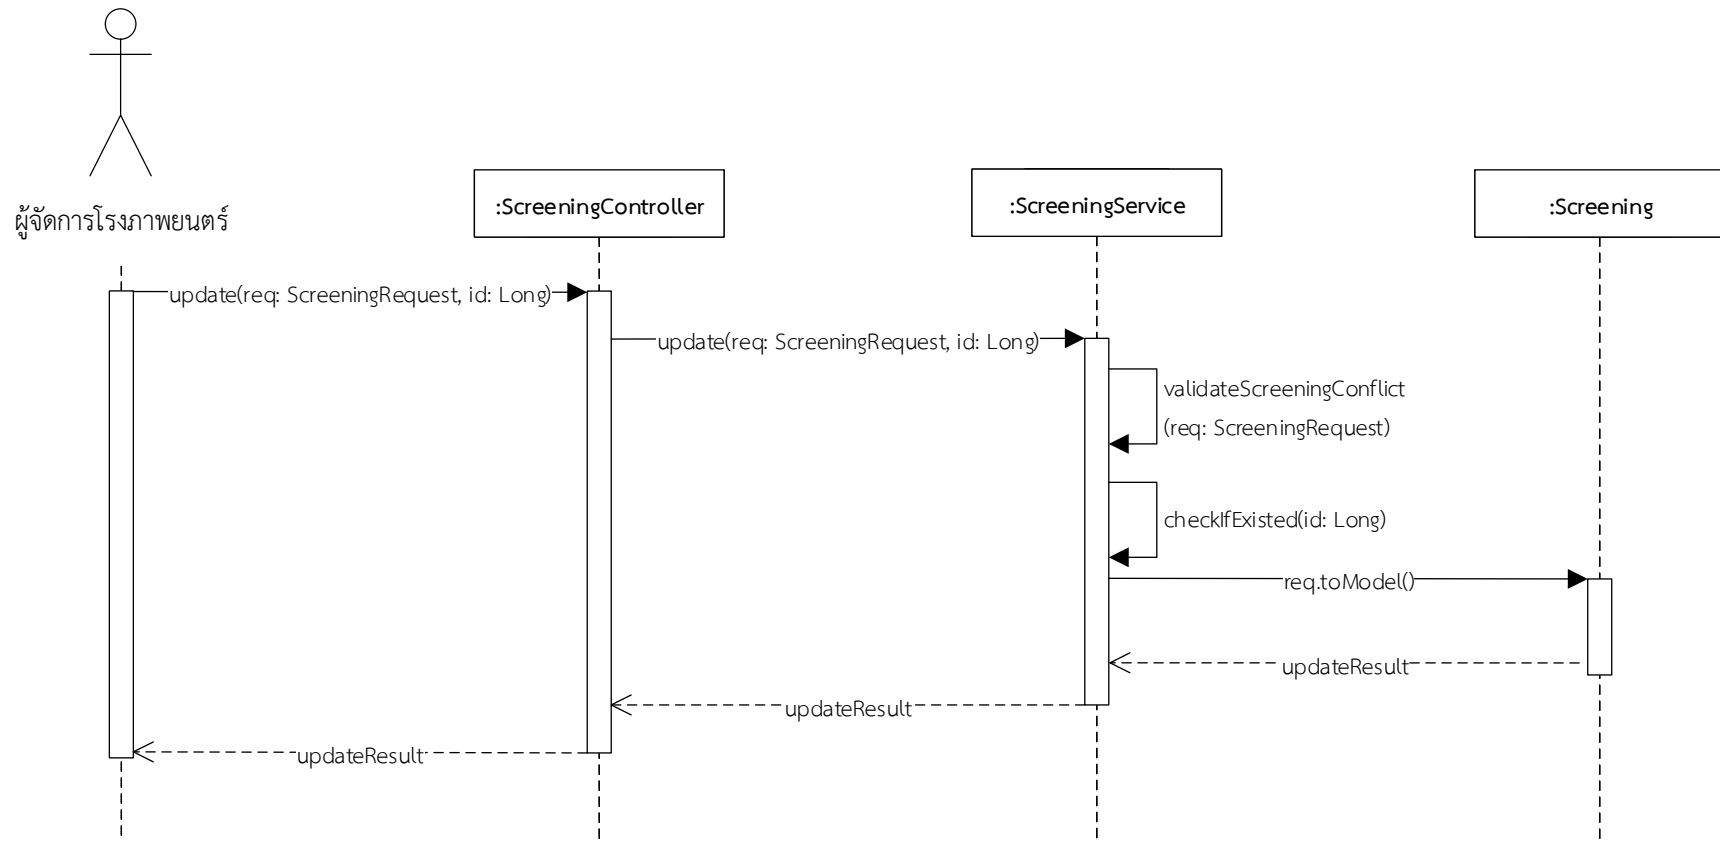 ผู้จัดการโรงภาพยนตร์
:ScreeningController
:ScreeningService
:Screening
update(req: ScreeningRequest, id: Long)
update(req: ScreeningRequest, id: Long)
validateScreeningConflict
(req: ScreeningRequest)
checkIfExisted(id: Long)
req.toModel()
updateResult
updateResult
updateResult